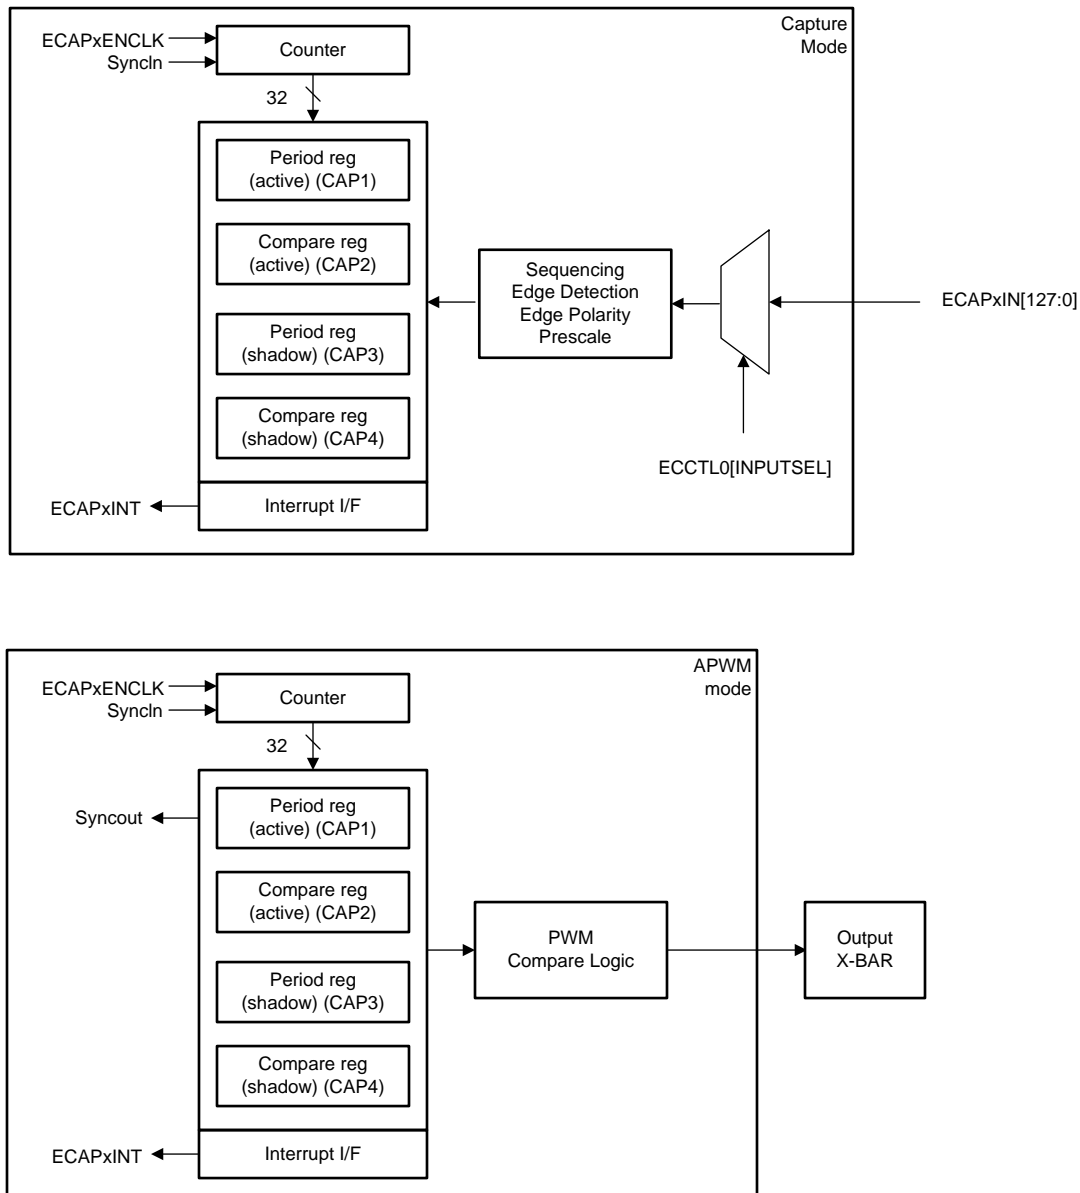 Capture
Mode
ECAPxENCLK
SyncIn
Counter
32
Period reg
(active) (CAP1)
Compare reg
(active) (CAP2)
Period reg
(shadow) (CAP3)
Compare reg
(shadow) (CAP4)
Sequencing
Edge Detection
Edge Polarity
Prescale
ECAPxIN[127:0]
ECCTL0[INPUTSEL]
ECAPxINT
Interrupt I/F
APWM
mode
ECAPxENCLK
SyncIn
Counter
32
Syncout
Period reg
(active) (CAP1)
Compare reg
(active) (CAP2)
Period reg
(shadow) (CAP3)
Compare reg
(shadow) (CAP4)
PWM
Compare Logic
Output
X-BAR
ECAPxINT
Interrupt I/F